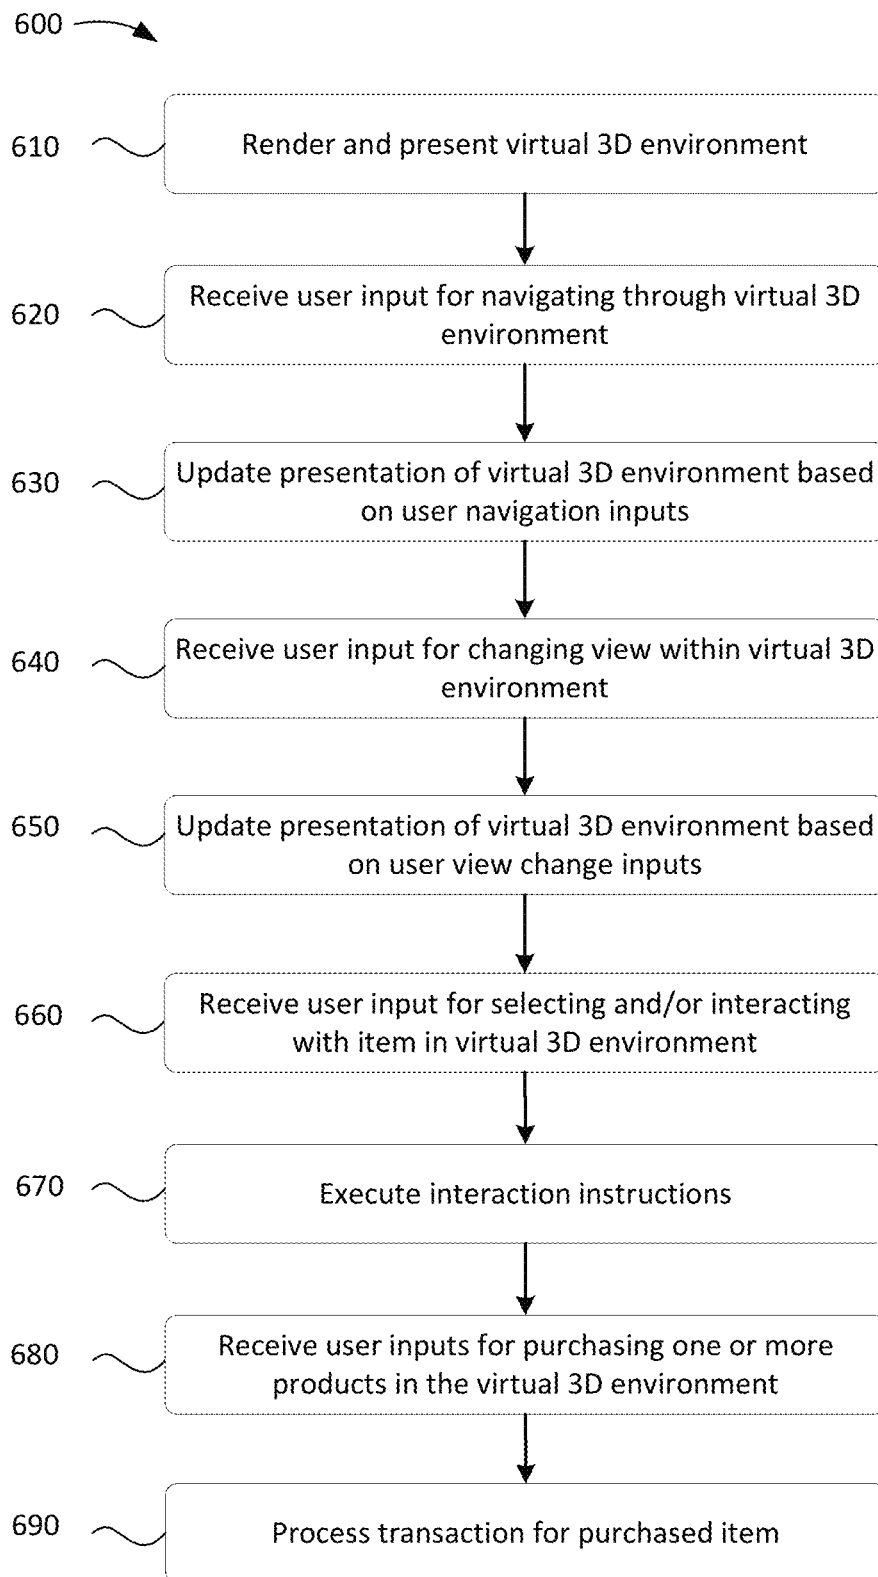 600
610
Render and present virtual 3D environment
620
Receive user input for navigating through virtual 3D
environment
630
Update presentation of virtual 3D environment based
on user navigation inputs
640
Receive user input for changing view within virtual 3D
environment
650
Update presentation of virtual 3D environment based
on user view change inputs
660
Receive user input for selecting and/or interacting
with item in virtual 3D environment
670
Execute interaction instructions
680
Receive user inputs for purchasing one or more
products in the virtual 3D environment
690
Process transaction for purchased item